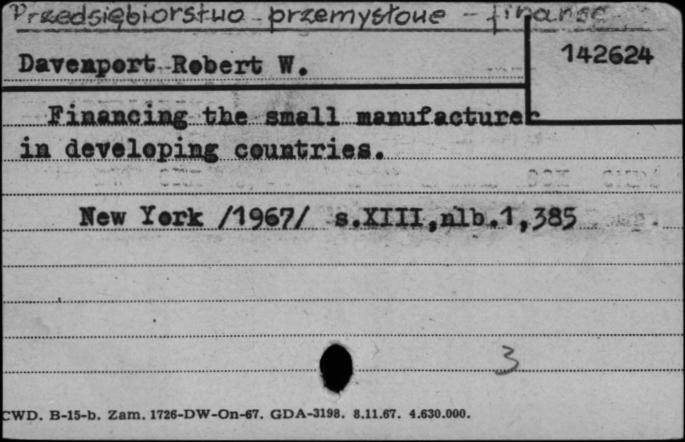 Przedsiębiorstwo - przemysłowe - finanse
Davenport Robert W.
142624
Financing the small manufacturer
in developing countries.
New York /1967/ s.XIII,nlb.1,385
3
CWD. B-15-b. Zam. 1726-DW-On-67. GDA-3198. 8.11.67. 4.630.000.